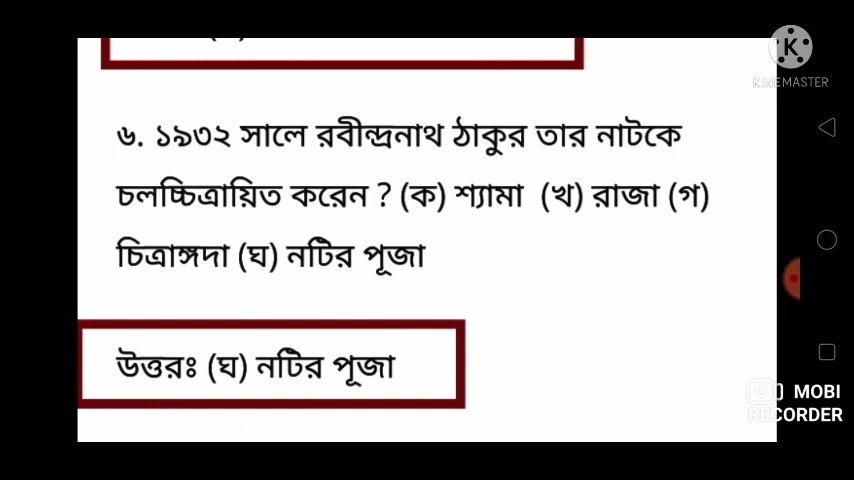 K
KINEMASTER
৬. ১৯৩২ সালে রবীন্দ্রনাথ ঠাকুর তার নাটকে
চলচ্চিত্রায়িত করেন ? (ক) শ্যামা (খ) রাজা (গ)
চিত্রাঙ্গদা (ঘ) নটির পূজা
উত্তরঃ (ঘ) নটির পূজা
MOBI
RECORDER